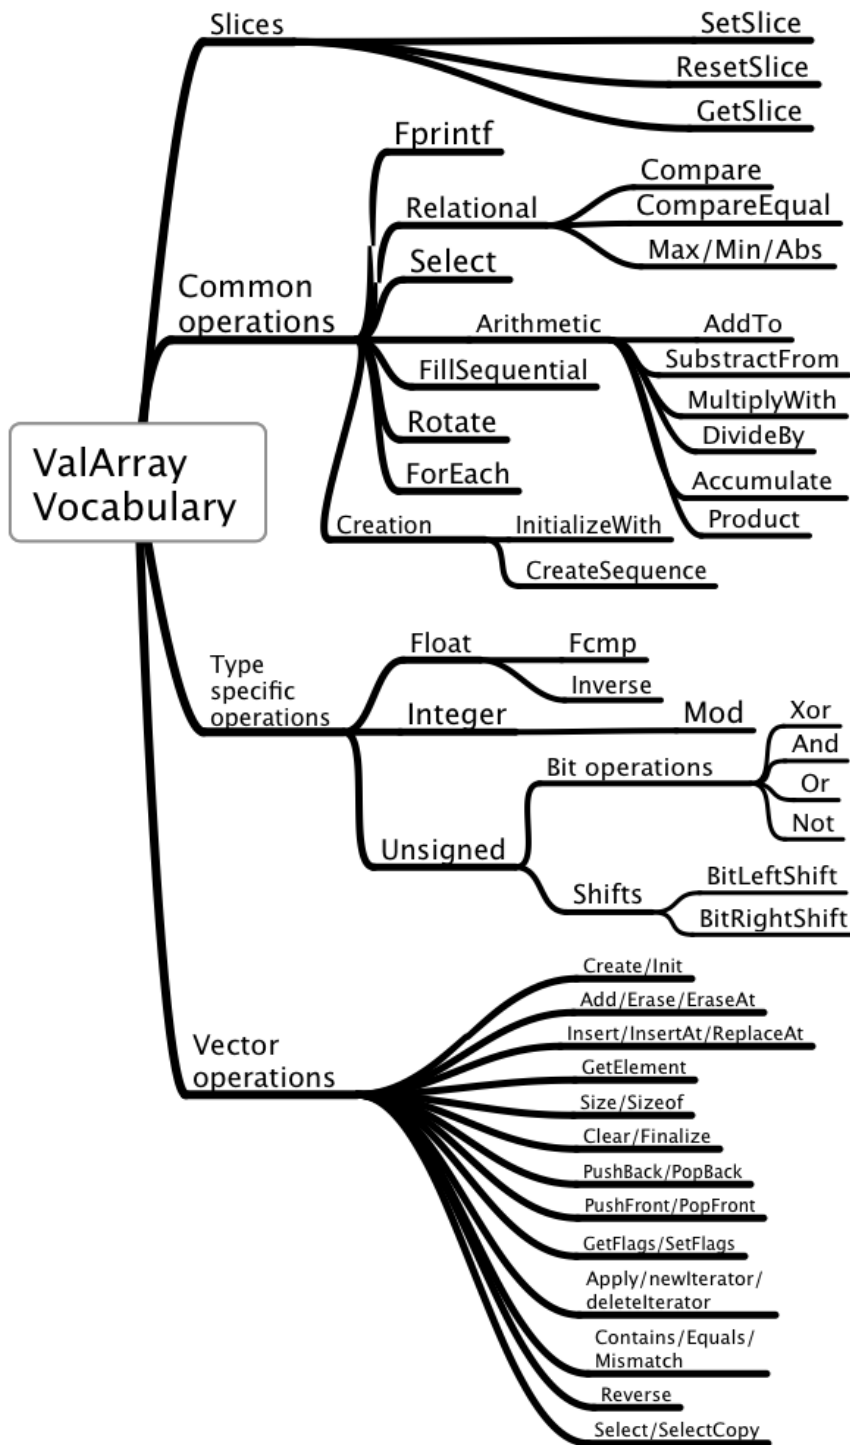 Slices
SetSlice
ResetSlice
GetSlice
Fprintf
Relational
Compare
CompareEqual
Max/Min/Abs
Select
Common
operations
Arithmetic
AddTo
SubstractFrom
MultiplyWith
DivideBy
Accumulate
Product
FillSequential
Rotate
ForEach
Creation
InitializeWith
CreateSequence
ValArray
Vocabulary
Type
specific
operations
Float
Fcmp
Inverse
Integer
Mod
Unsigned
Bit operations
Xor
And
Or
Not
Shifts
BitLeftShift
BitRightShift
Vector
operations
Create/Init
Add/Erase/EraseAt
Insert/InsertAt/ReplaceAt
GetElement
Size/Sizeof
Clear/Finalize
PushBack/PopBack
PushFront/PopFront
GetFlags/SetFlags
Apply/newIterator/
deleteIterator
Contains/Equals/
Mismatch
Reverse
Select/SelectCopy